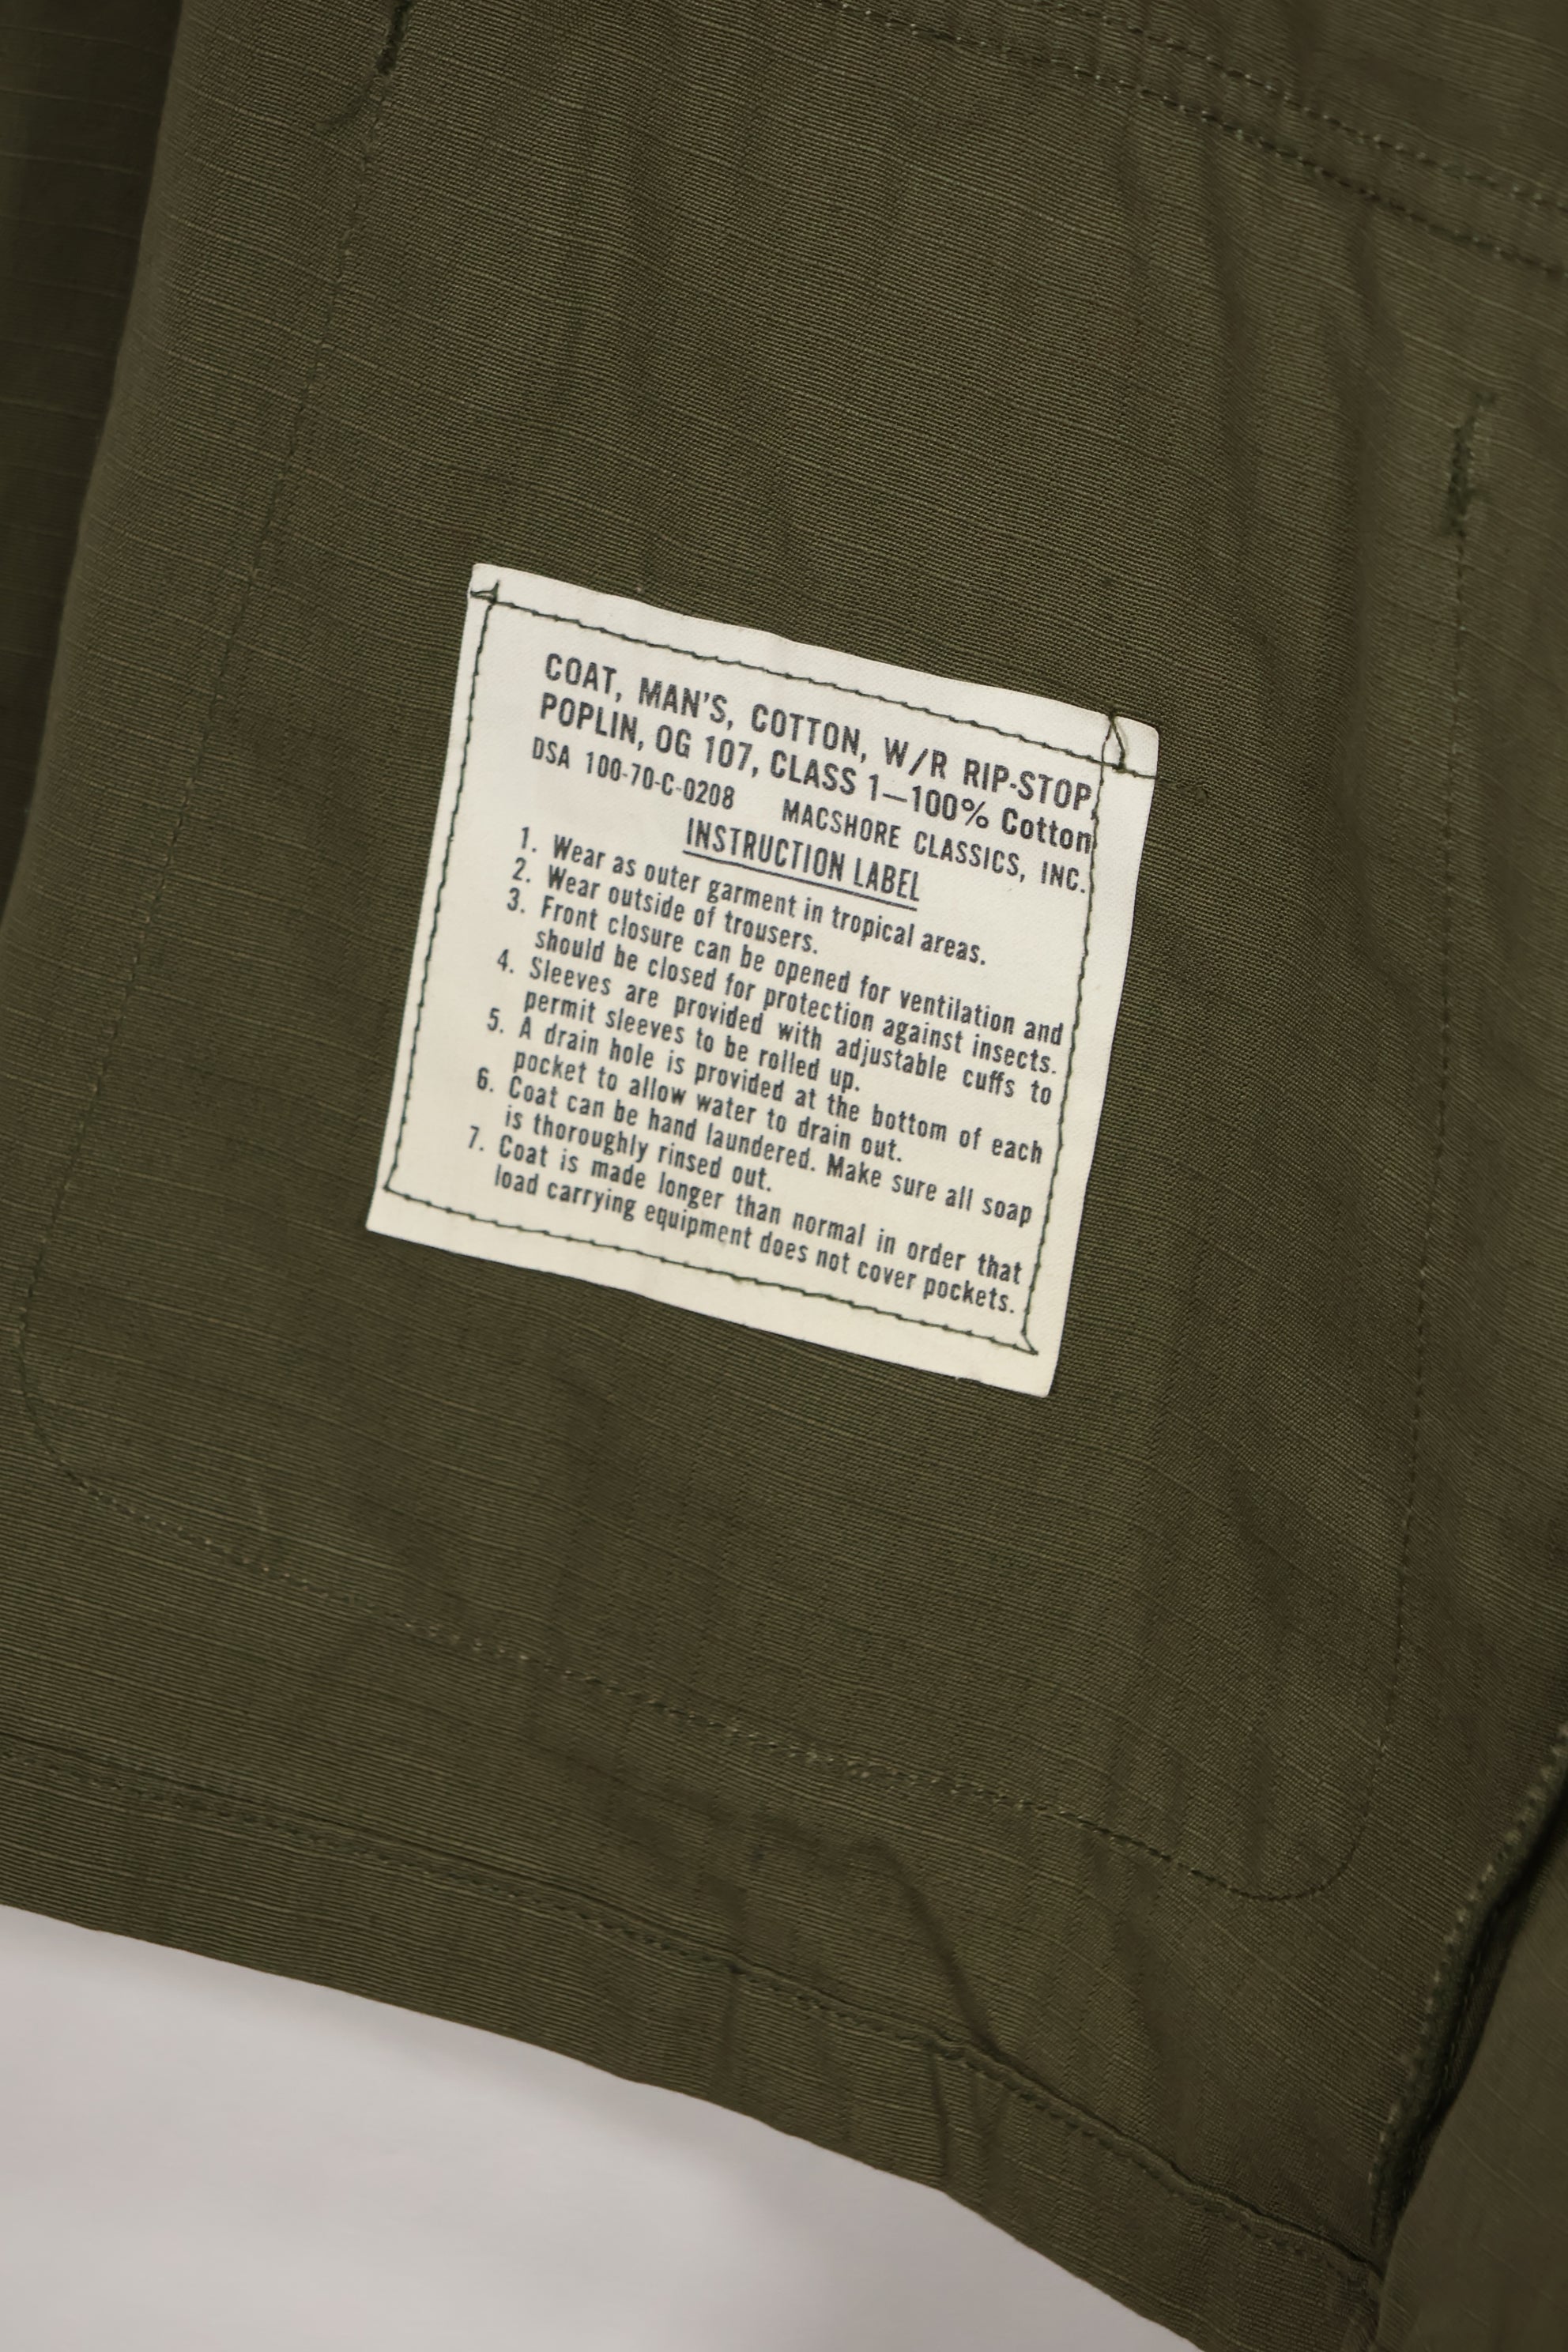 COAT, MAN'S, COTTON, W/R RIP-STOP
POPLIN, OG 107, CLASS 1—100% Cotton
DSA 100-70-C-0208 MACSHORE CLASSICS, INC.
INSTRUCTION LABEL
1. Wear as outer garment in tropical areas.
2. Wear outside of trousers.
3. Front closure can be opened for ventilation and
should be closed for protection against insects.
4. Sleeves are provided with adjustable cuffs to
permit sleeves to be rolled up.
5. A drain hole is provided at the bottom of each
pocket to allow water to drain out.
6. Coat can be hand laundered. Make sure all soap
is thoroughly rinsed out.
7. Coat is made longer than normal in order that
load carrying equipment does not cover pockets.